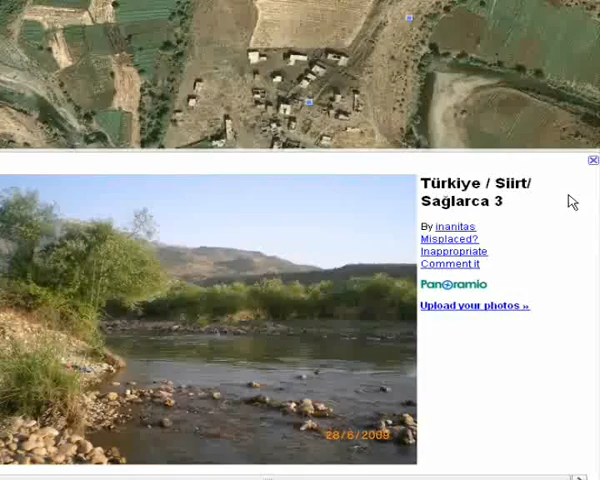 Türkiye / Siirt/
Sağlarca 3
By inanitas
Misplaced?
Inappropriate
Comment it
Panoramio
Upload your photos »
28/6/2009